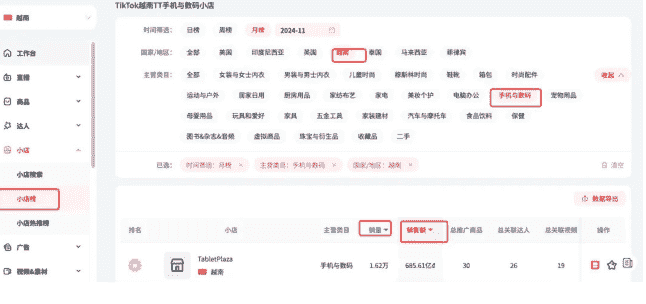 TikTok越南TT手机与数码小店
越南
时间筛选: 日榜 周榜 月榜 2024-11
国家/地区: 全部 美国 印度尼西亚 英国 越南 泰国 马来西亚 菲律宾
主营类目: 全部 女装与女士内衣 男装与男士内衣 儿童时尚 穆斯林时尚 鞋靴 箱包 时尚配件 收起
运动与户外 国家日用 厨房用品 家纺布艺 家电 美妆个护 电脑办公 手机与数码 宠物用品
母婴用品 玩具和爱好 家具 五金工具 家装建材 汽车与摩托车 食品饮料 保健
图书&杂志&音频 虚拟商品 珠宝与衍生品 收藏品 二手
已选: 时间筛选: 月榜 × 主营类目: 手机与数码 × 国家/地区: 越南 × 清空
工作台
直播
商品
达人
小店
小店搜索
小店榜
小店热推榜
广告
视频&素材
数据导出
排名 小店 主营类目 销量 销售额 总推广商品 总关联达人 总关联视频 操作
TabletPlaza
越南
手机与数码 1.62万 685.61亿₫ 30 26 19